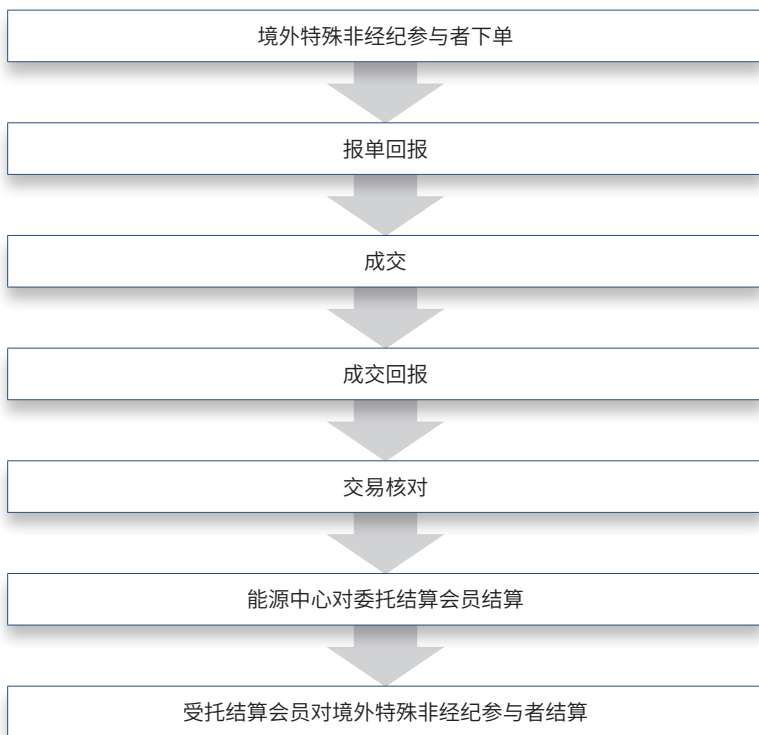 境外特殊非经纪参与者下单
报单回报
成交
成交回报
交易核对
能源中心对委托结算会员结算
受托结算会员对境外特殊非经纪参与者结算